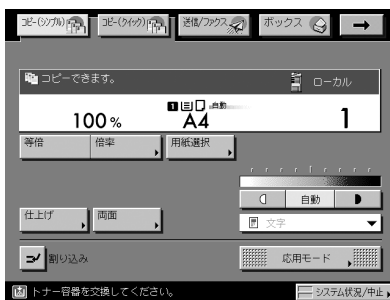 コピー(シンプル) コピー(クイック) 送信/ファクス ボックス
コピーできます。 ローカル
1 自動
100 % A4 1
等倍 倍率 用紙選択
自動
仕上げ 両面 文字
割り込み 応用モード
トナー容器を交換してください。 システム状況/中止